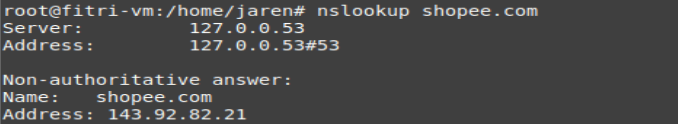 root@fitri-vm:/home/jaren# nslookup shopee.com
Server:         127.0.0.53
Address:        127.0.0.53#53

Non-authoritative answer:
Name:   shopee.com
Address: 143.92.82.21